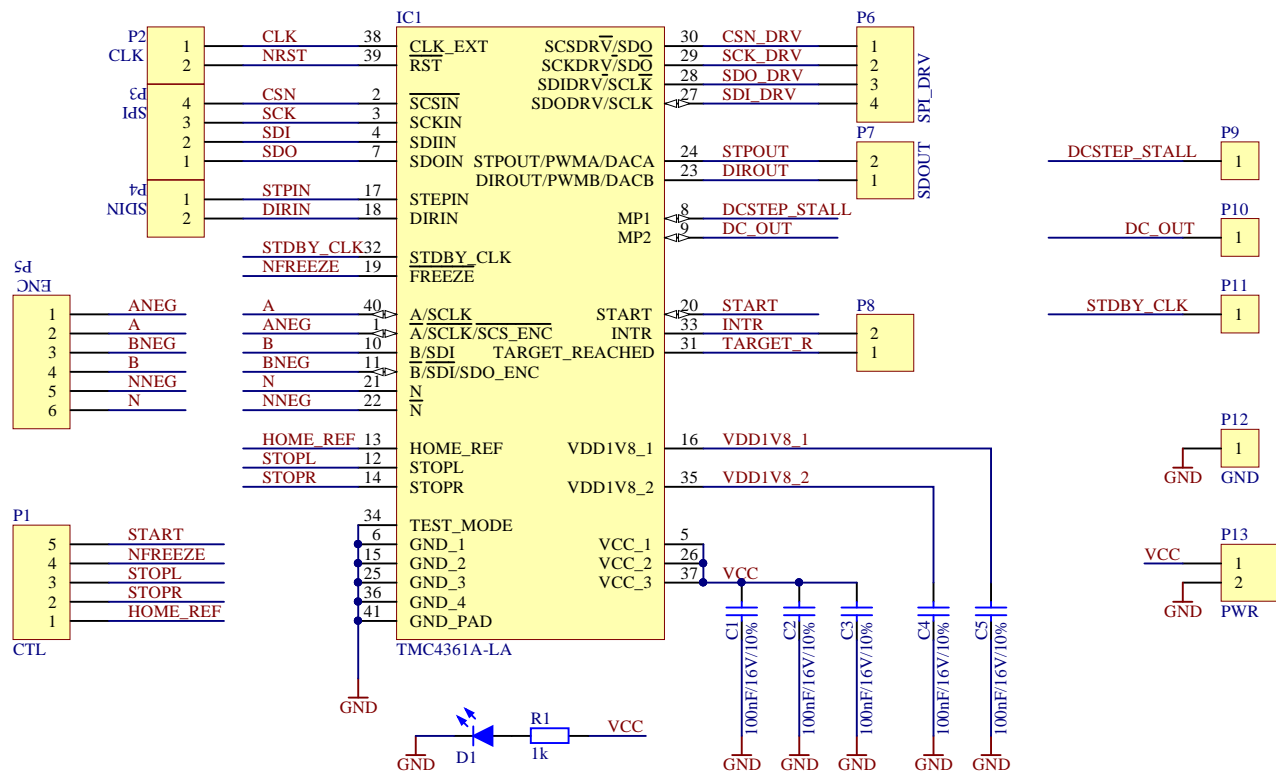 IC1
P2
CLK
1
2
CLK
NRST
38
39
CLK_EXT
RST
P3
SPI
4
3
2
1
CSN
SCK
SDI
SDO
2
3
4
7
SCSIN
SCKIN
SDIIN
SDOIN
P4
SDIN
1
2
STPIN
DIRIN
17
18
STEPIN
DIRIN
STDBY_CLK
NFREEZE
32
19
STDBY_CLK
FREEZE
P5
ENC
1
2
3
4
5
6
ANEG
A
BNEG
B
NNEG
N
A
ANEG
B
BNEG
N
NNEG
40
1
10
11
21
22
A/SCLK
A/SCLK/SCS_ENC
B/SDI
B/SDI/SDO_ENC
N
N
HOME_REF
STOPL
STOPR
13
12
14
HOME_REF
STOPL
STOPR
P1
5
4
3
2
1
START
NFREEZE
STOPL
STOPR
HOME_REF
CTL
34
6
15
25
36
41
TEST_MODE
GND_1
GND_2
GND_3
GND_4
GND_PAD
GND
TMC4361A-LA
SCSDRV/SDO
SCKDRV/SDO
SDIDRV/SCLK
SDODRV/SCLK
30
29
28
27
CSN_DRV
SCK_DRV
SDO_DRV
SDI_DRV
P6
1
2
3
4
SPI_DRV
STPOUT/PWMA/DACA
DIROUT/PWMB/DACB
24
23
STPOUT
DIROUT
P7
2
1
SDOUT
MP1
MP2
8
9
DCSTEP_STALL
DC_OUT
START
INTR
TARGET_REACHED
20
33
31
START
INTR
TARGET_R
P8
2
1
VDD1V8_1
VDD1V8_2
16
35
VDD1V8_1
VDD1V8_2
VCC_1
VCC_2
VCC_3
5
26
37
VCC
C1
100nF/16V/10%
GND
C2
100nF/16V/10%
GND
C3
100nF/16V/10%
GND
C4
100nF/16V/10%
GND
C5
100nF/16V/10%
GND
P9
DCSTEP_STALL
1
P10
DC_OUT
1
P11
STDBY_CLK
1
P12
1
GND
GND
P13
VCC
1
2
GND
PWR
GND
D1
R1
1k
VCC